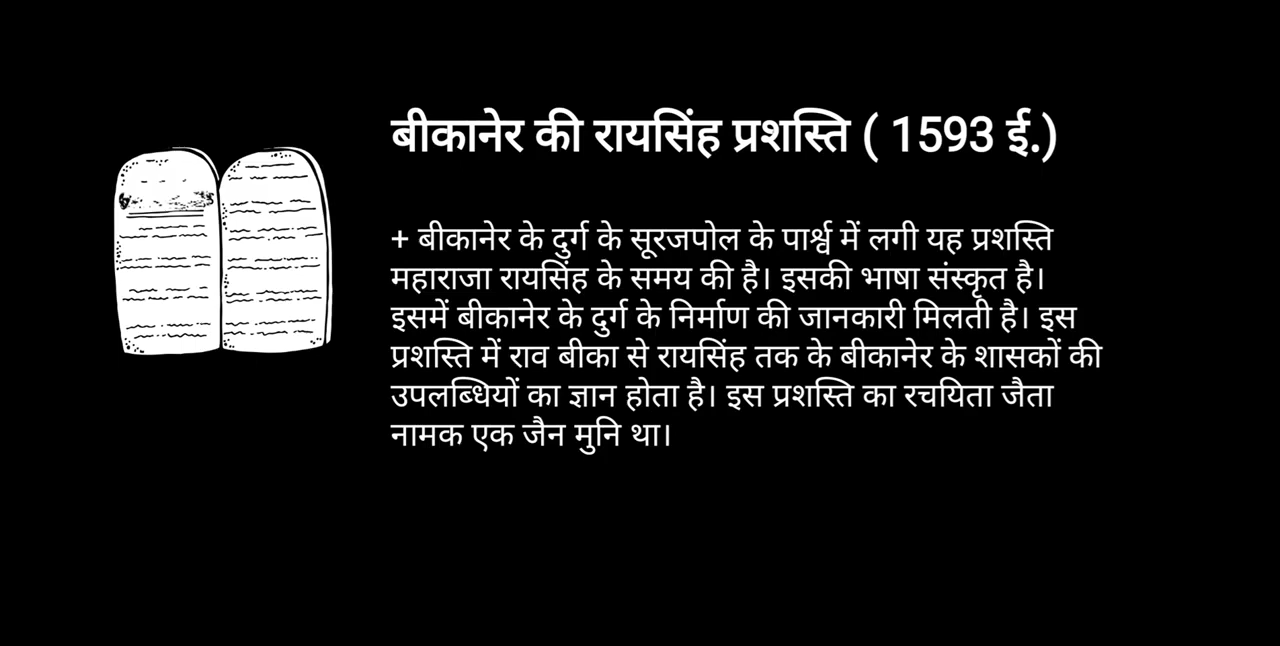 बीकानेर की रायसिंह प्रशस्ति ( 1593 ई.)
+ बीकानेर के दुर्ग के सूरजपोल के पार्श्व में लगी यह प्रशस्ति
महाराजा रायसिंह के समय की है। इसकी भाषा संस्कृत है।
इसमें बीकानेर के दुर्ग के निर्माण की जानकारी मिलती है। इस
प्रशस्ति में राव बीका से रायसिंह तक के बीकानेर के शासकों की
उपलब्धियों का ज्ञान होता है। इस प्रशस्ति का रचयिता जैता
नामक एक जैन मुनि था।